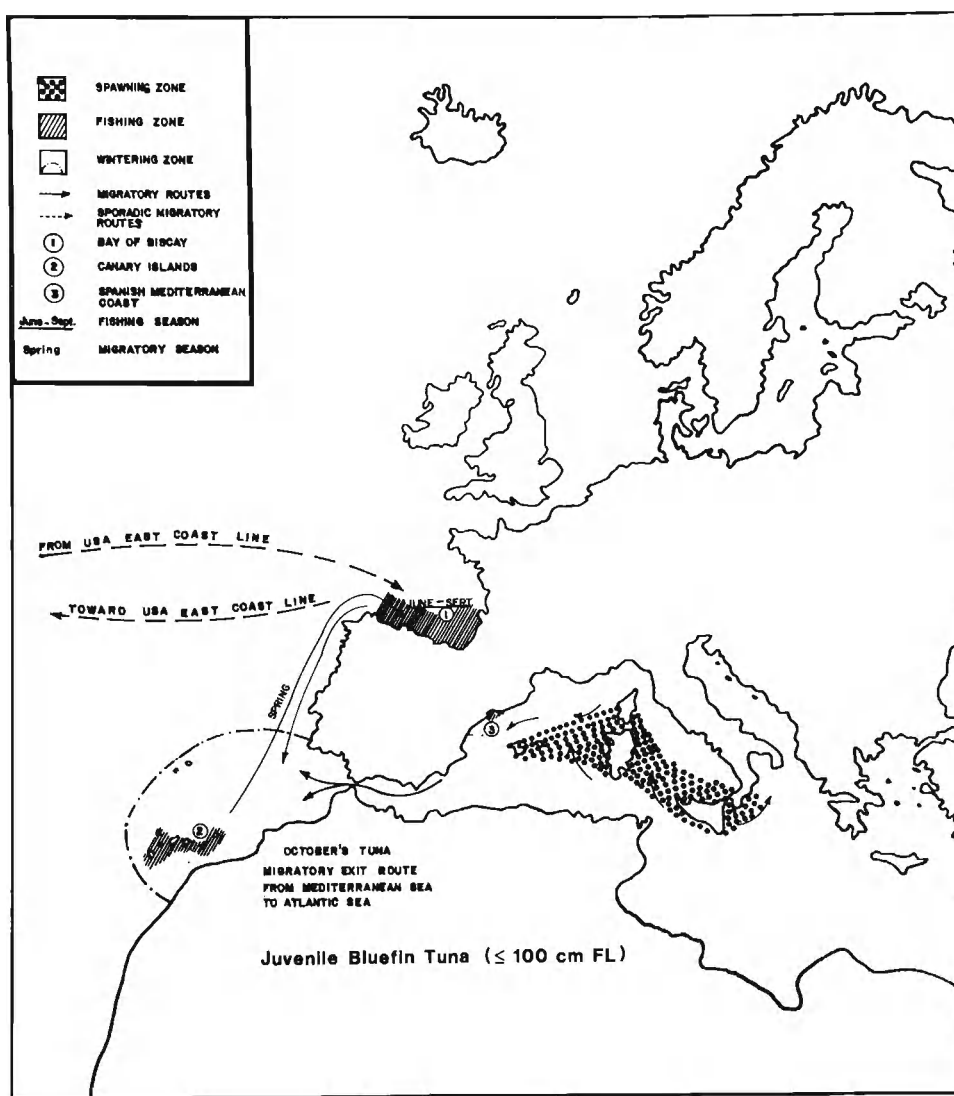 SPAWNING ZONE
FISHING ZONE
WINTERING ZONE
MIGRATORY ROUTES
SPORADIC MIGRATORY
ROUTES
1 BAY OF BISCAY
2 CANARY ISLANDS
3 SPANISH MEDITERRANEAN
COAST
June-Sept. FISHING SEASON
Spring MIGRATORY SEASON
FROM USA EAST COAST LINE
TOWARD USA EAST COAST LINE
JUNE-SEPT
1
SPRING
3
2
OCTOBER'S TUNA
MIGRATORY EXIT ROUTE
FROM MEDITERRANEAN SEA
TO ATLANTIC SEA
Juvenile Bluefin Tuna (≤ 100 cm FL)